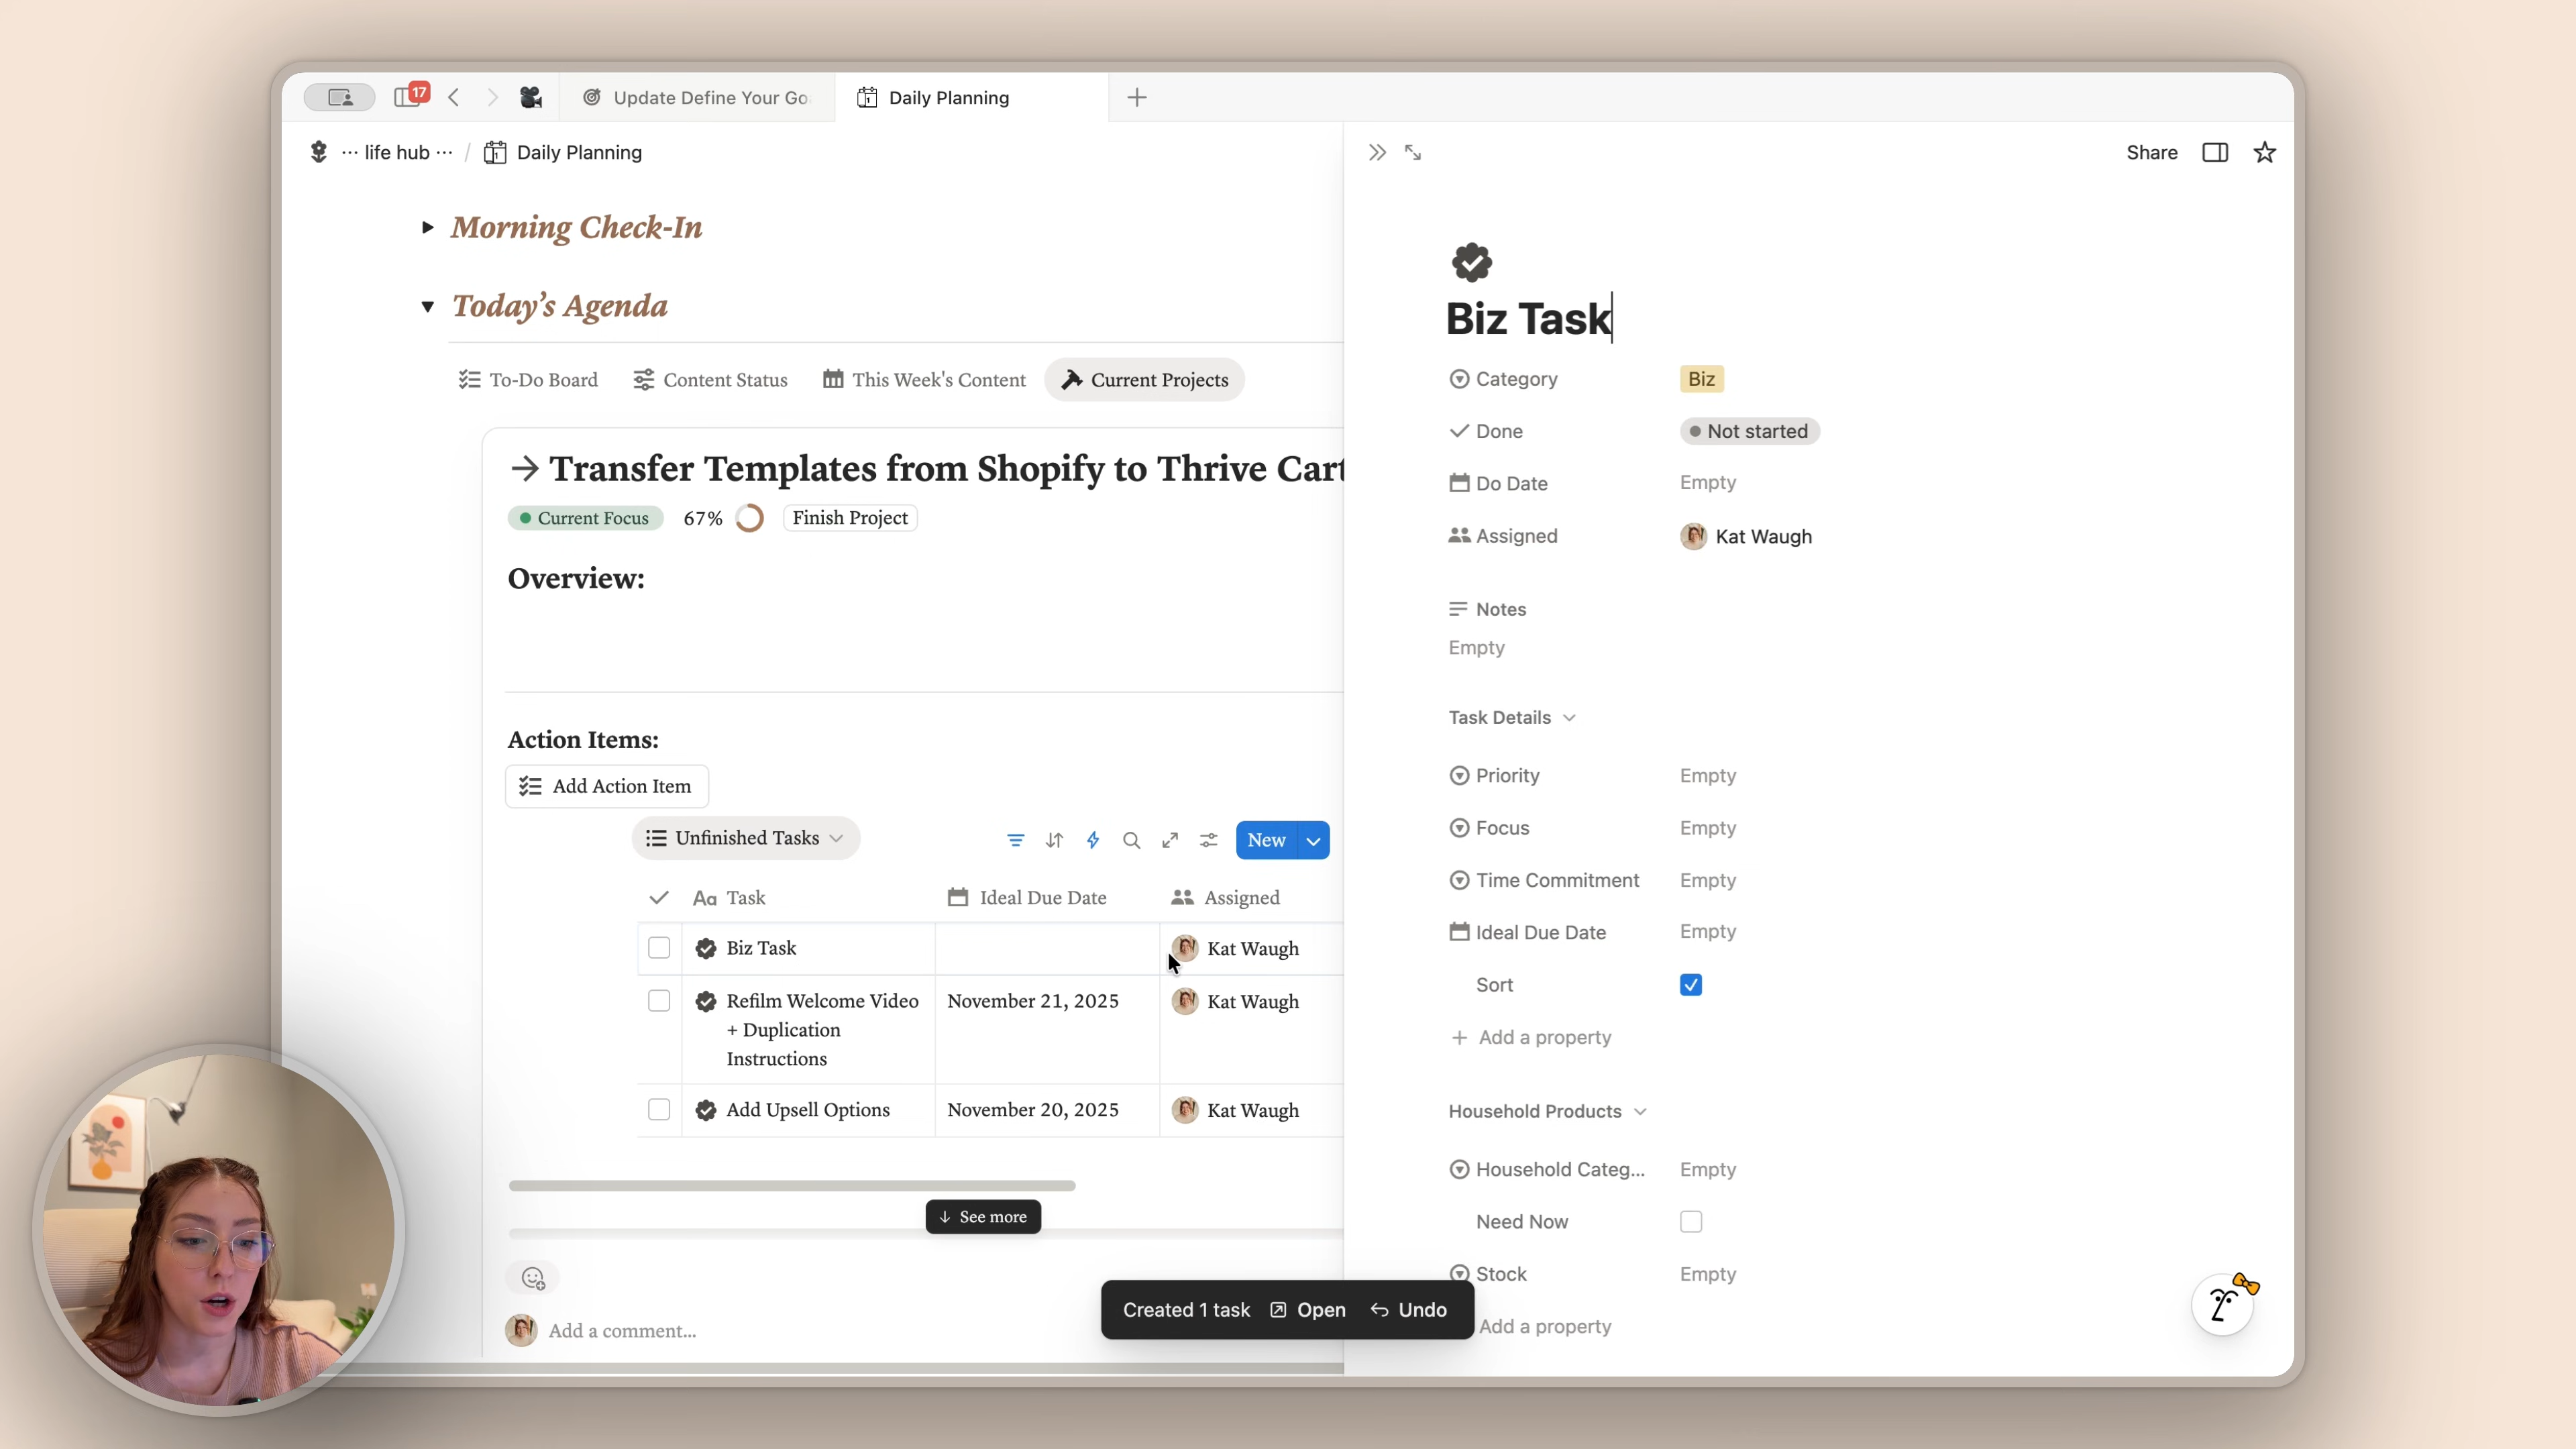 17
Update Define Your Go
Daily Planning
··· life hub ··· / Daily Planning
Share
Morning Check-In
Today's Agenda
To-Do Board
Content Status
This Week's Content
Current Projects
→ Transfer Templates from Shopify to Thrive Cart
Current Focus
67%
Finish Project
Overview:
Action Items:
Add Action Item
Unfinished Tasks
New
Aa Task
Ideal Due Date
Assigned
Biz Task
Kat Waugh
Refilm Welcome Video
+ Duplication
Instructions
November 21, 2025
Kat Waugh
Add Upsell Options
November 20, 2025
Kat Waugh
See more
Add a comment...
Created 1 task
Open
Undo
Biz Task
Category
Biz
Done
Not started
Do Date
Empty
Assigned
Kat Waugh
Notes
Empty
Task Details
Priority
Empty
Focus
Empty
Time Commitment
Empty
Ideal Due Date
Empty
Sort
+ Add a property
Household Products
Household Categ...
Empty
Need Now
Stock
Empty
Add a property